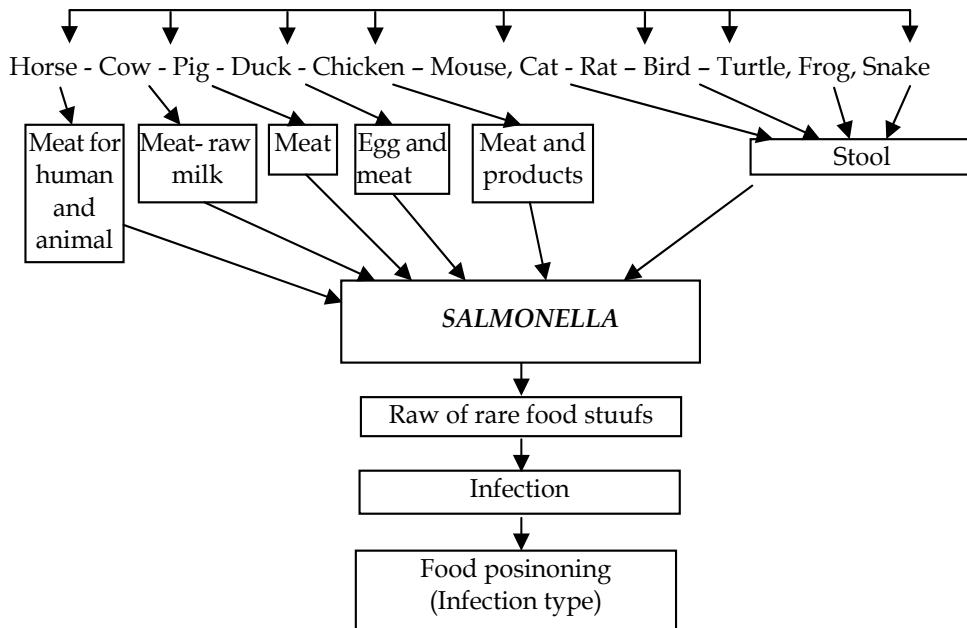 Horse - Cow - Pig - Duck - Chicken – Mouse, Cat - Rat – Bird – Turtle, Frog, Snake
Meat for
human
and
animal
Meat- raw
milk
Meat
Egg and
meat
Meat and
products
Stool
SALMONELLA
Raw of rare food stuufs
Infection
Food posinoning
(Infection type)